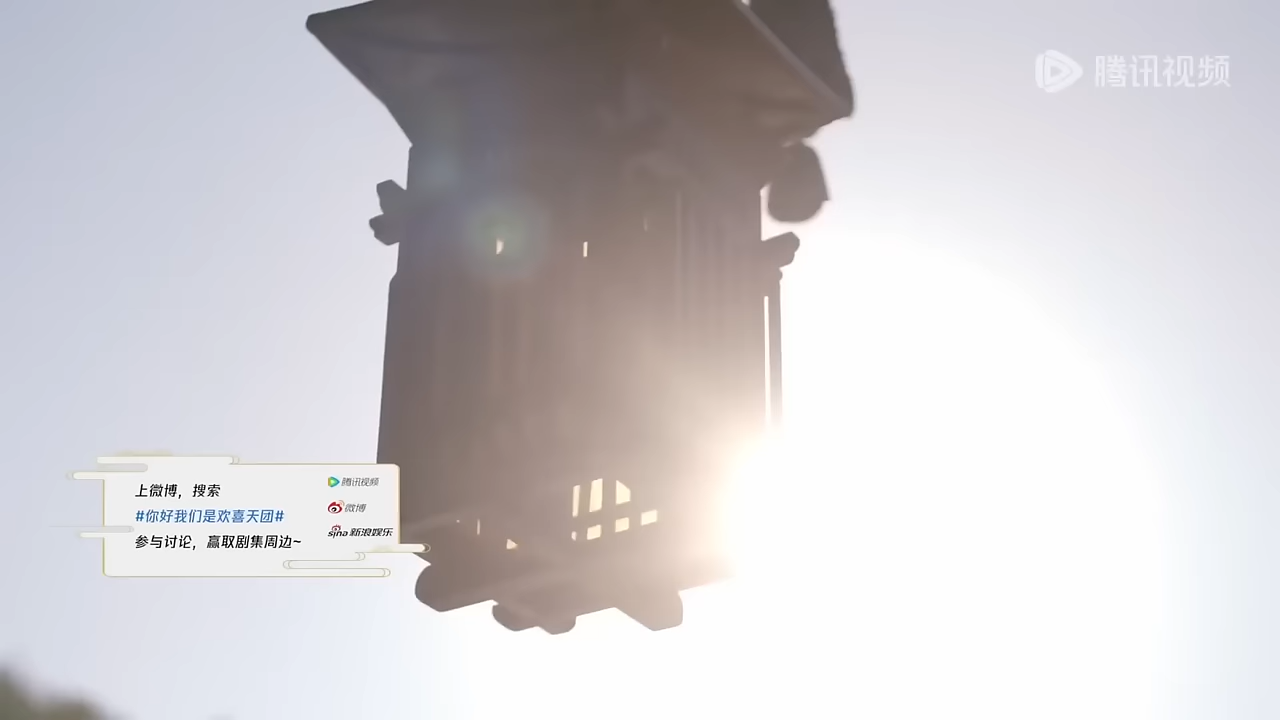 腾讯视频
上微博，搜索
#你好我们是欢喜天团#
参与讨论，赢取剧集周边~
腾讯视频
微博
sina新浪娱乐